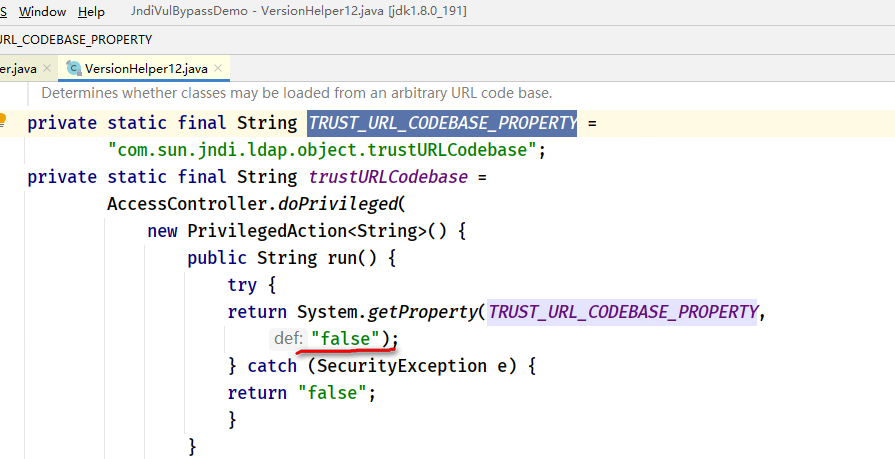 S Window Help JndiVulBypassDemo - VersionHelper12.java [jdk1.8.0_191]
URL_CODEBASE_PROPERTY
er.java × VersionHelper12.java ×
Determines whether classes may be loaded from an arbitrary URL code base.
private static final String TRUST_URL_CODEBASE_PROPERTY =
"com.sun.jndi.ldap.object.trustURLCodebase";
private static final String trustURLCodebase =
AccessController.doPrivileged(
new PrivilegedAction<String>() {
public String run() {
try {
return System.getProperty(TRUST_URL_CODEBASE_PROPERTY,
def: "false");
} catch (SecurityException e) {
return "false";
}
}